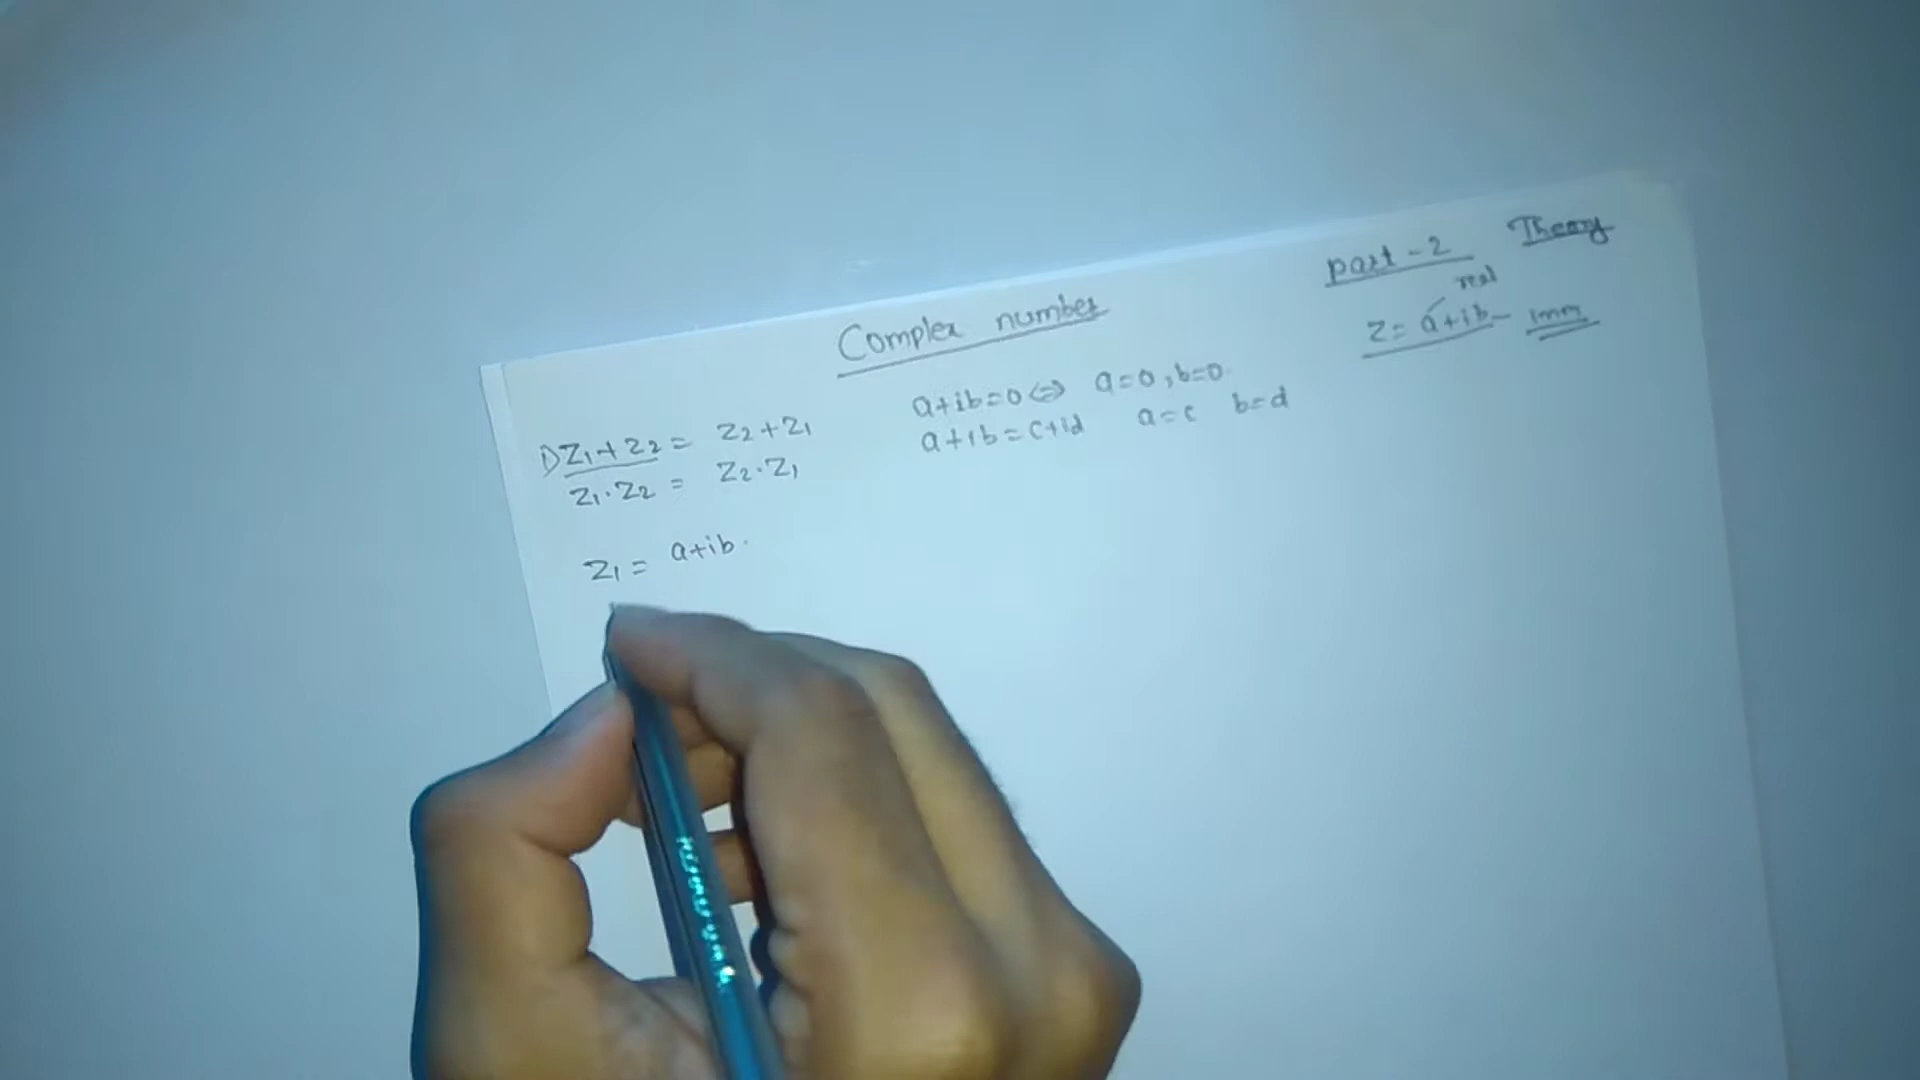 part-2 Theory
real
Z= a+ib- imm
Complex number
a+ib=0⇔ a=0, b=0.
a+ib=c+id a=c b=d
1) Z₁+Z₂= Z₂+Z₁
Z₁·Z₂ = Z₂·Z₁
Z₁= a+ib.